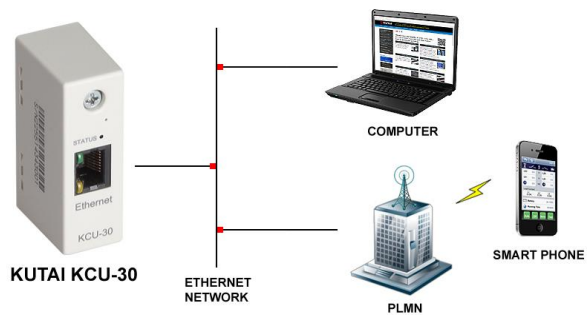 STATUS
Ethernet
KCU-30
KUTAI KCU-30
ETHERNET
NETWORK
COMPUTER
PLMN
SMART PHONE